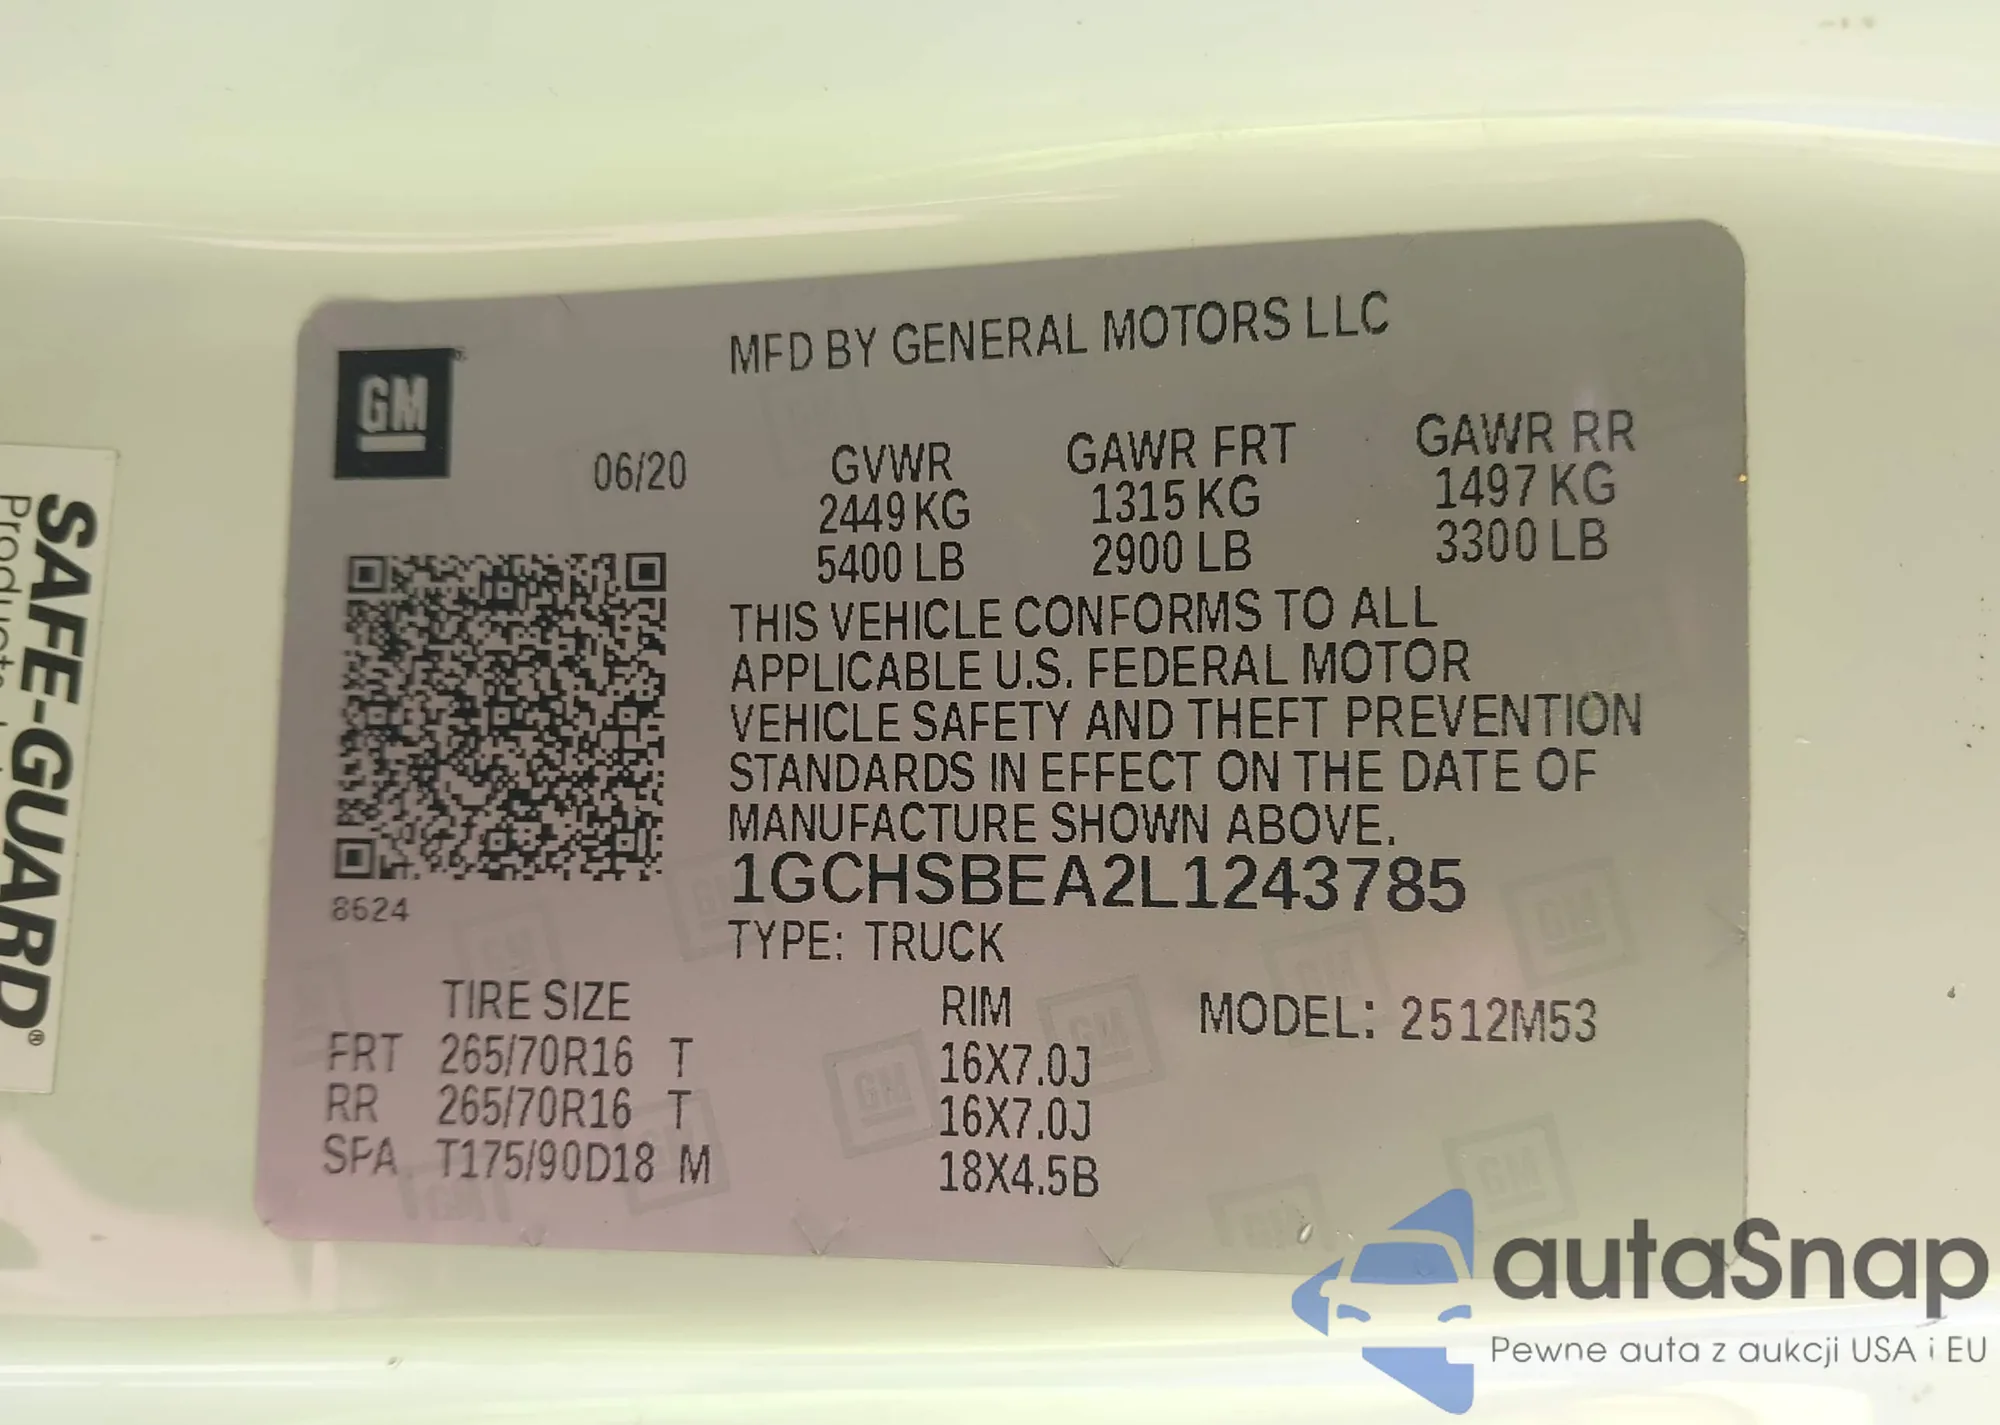 MFD BY GENERAL MOTORS LLC
GM
06/20
GVWR GAWR FRT GAWR RR
2449 KG 1315 KG 1497 KG
5400 LB 2900 LB 3300 LB
THIS VEHICLE CONFORMS TO ALL
APPLICABLE U.S. FEDERAL MOTOR
VEHICLE SAFETY AND THEFT PREVENTION
STANDARDS IN EFFECT ON THE DATE OF
MANUFACTURE SHOWN ABOVE.
1GCHSBEA2L1243785
8624
TYPE: TRUCK
TIRE SIZE RIM MODEL: 2512M53
FRT 265/70R16 T 16X7.0J
RR 265/70R16 T 16X7.0J
SPA T175/90D18 M 18X4.5B
SAFE-GUARD®
autaSnap
Pewne auta z aukcji USA i EU